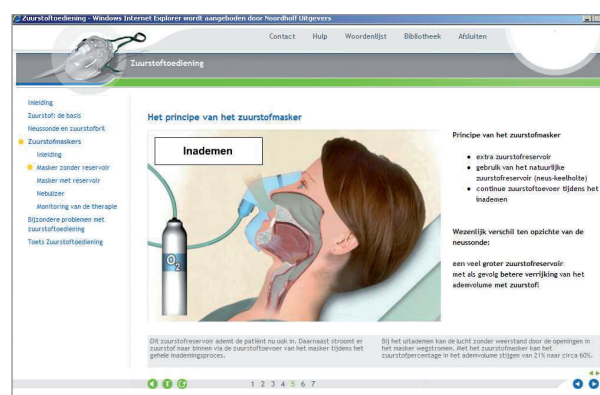 Zuurstoftoediening - Windows Internet Explorer wordt aangeboden door Noordhoff Uitgevers
Contact Hulp Woordenlijst Bibliotheek Afsluiten
Zuurstoftoediening
Inleiding
Zuurstof: de basis
Neussonde en zuurstofbril
Zuurstofmaskers
Inleiding
Masker zonder reservoir
Masker met reservoir
Nebulizer
Monitoring van de therapie
Bijzondere problemen met
zuurstoftoediening
Toets Zuurstoftoediening
Het principe van het zuurstofmasker
Inademen
O2
Principe van het zuurstofmasker
• extra zuurstofreservoir
• gebruik van het natuurlijke
zuurstofreservoir (neus-keelholte)
• continue zuurstoftoevoer tijdens het
inademen
Wezenlijk verschil ten opzichte van de
neussonde:
een veel groter zuurstofreservoir
met als gevolg betere verrijking van het
ademvolume met zuurstof!
Dit zuurstofreservoir ademt de patiënt nu ook in. Daarnaast stroomt er
zuurstof naar binnen via de zuurstoftoevoer van het masker tijdens het
gehele inademingsproces.
Bij het uitademen kan de lucht zonder weerstand door de openingen in
het masker wegstromen. Met het zuurstofmasker kan het
zuurstofpercentage in het ademvolume stijgen van 21% naar circa 60%.
T
1 2 3 4 5 6 7